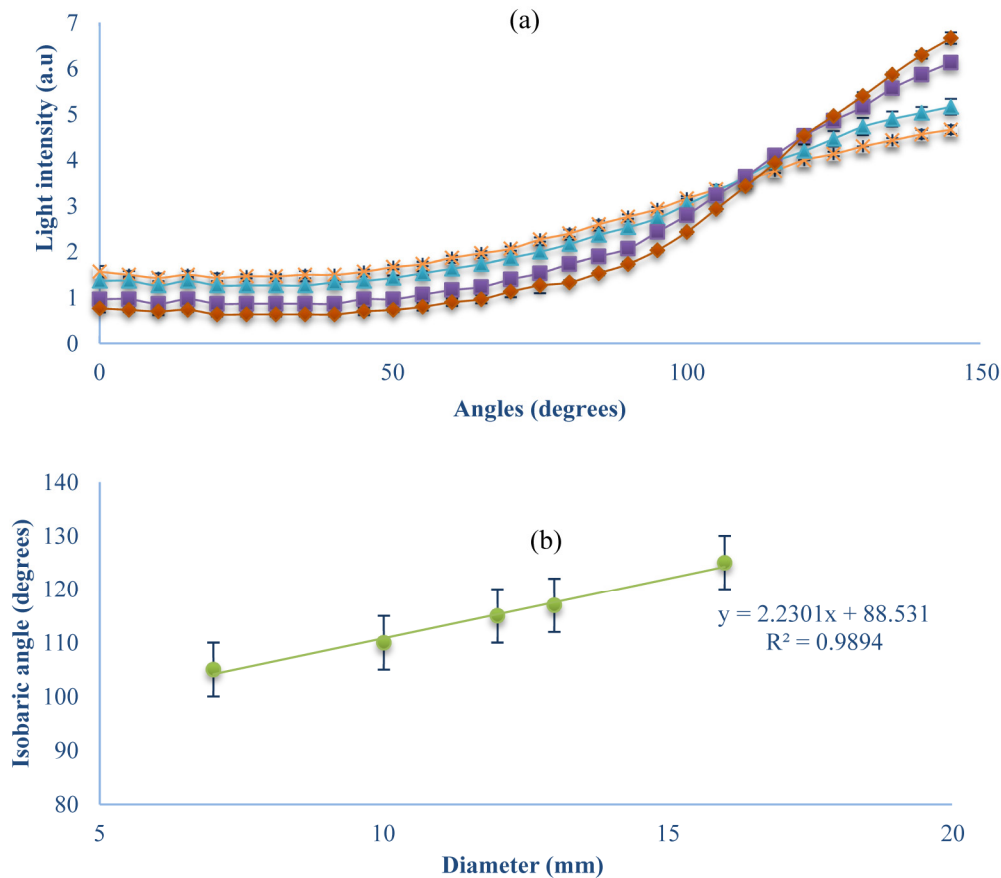 (a)
Light intensity (a.u)
7
6
5
4
3
2
1
0
0 50 100 150
Angles (degrees)
(b)
Isobaric angle (degrees)
140
130
120
110
100
90
80
y = 2.2301x + 88.531
R² = 0.9894
5 10 15 20
Diameter (mm)